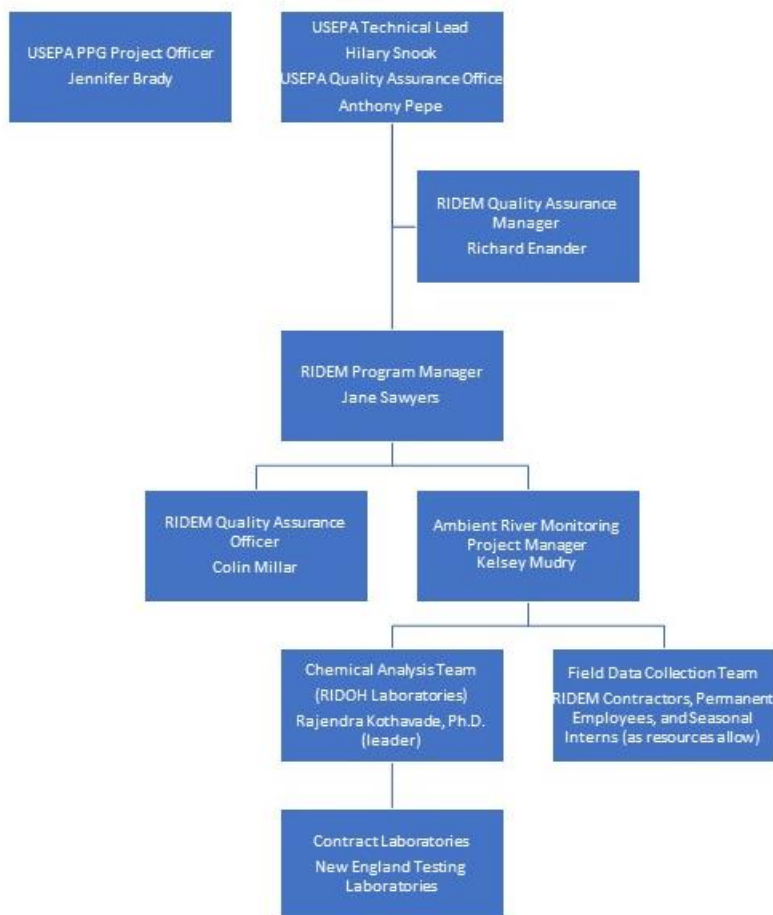 USEPA PPG Project Officer
Jennifer Brady
USEPA Technical Lead
Hilary Snook
USEPA Quality Assurance Office
Anthony Pepe
RIDEM Quality Assurance
Manager
Richard Enander
RIDEM Program Manager
Jane Sawyers
RIDEM Quality Assurance
Officer
Colin Millar
Ambient River Monitoring
Project Manager
Kelsey Mudry
Chemical Analysis Team
(RIDOH Laboratories)
Rajendra Kothavade, Ph.D.
(leader)
Field Data Collection Team
RIDEM Contractors, Permanent
Employees, and Seasonal
Interns (as resources allow)
Contract Laboratories
New England Testing
Laboratories